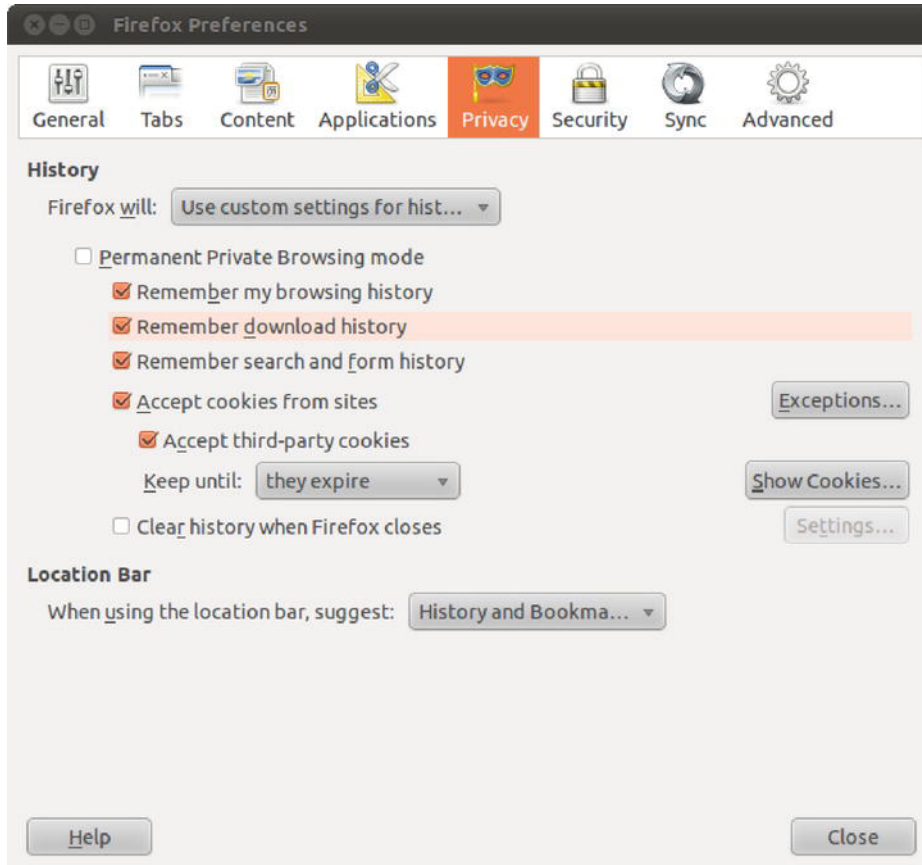 Firefox Preferences
General Tabs Content Applications Privacy Security Sync Advanced
History
Firefox will: Use custom settings for hist...
Permanent Private Browsing mode
Remember my browsing history
Remember download history
Remember search and form history
Accept cookies from sites Exceptions...
Accept third-party cookies
Keep until: they expire Show Cookies...
Clear history when Firefox closes Settings...
Location Bar
When using the location bar, suggest: History and Bookma...
Help Close